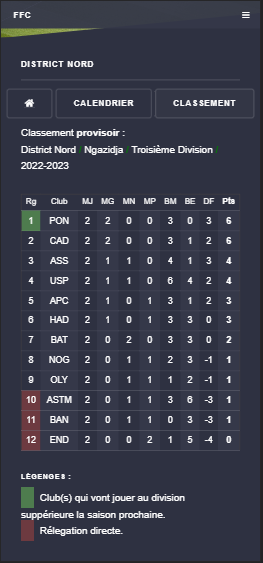 FFC
DISTRICT NORD
CALENDRIER CLASSEMENT
Classement provisoir :
District Nord / Ngazidja / Troisième Division /
2022-2023
Rg Club MJ MG MN MP BM BE DF Pts
1 PON 2 2 0 0 3 0 3 6
2 CAD 2 2 0 0 3 1 2 6
3 ASS 2 1 1 0 4 1 3 4
4 USP 2 1 1 0 6 4 2 4
5 APC 2 1 0 1 3 1 2 3
6 HAD 2 1 0 1 3 3 0 3
7 BAT 2 0 2 0 3 3 0 2
8 NOG 2 0 1 1 2 3 -1 1
9 OLY 2 0 1 1 1 2 -1 1
10 ASTM 2 0 1 1 3 6 -3 1
11 BAN 2 0 1 1 0 3 -3 1
12 END 2 0 0 2 1 5 -4 0
LÉGENGES :
Club(s) qui vont jouer au division
suppérieure la saison prochaine.
Rélegation directe.